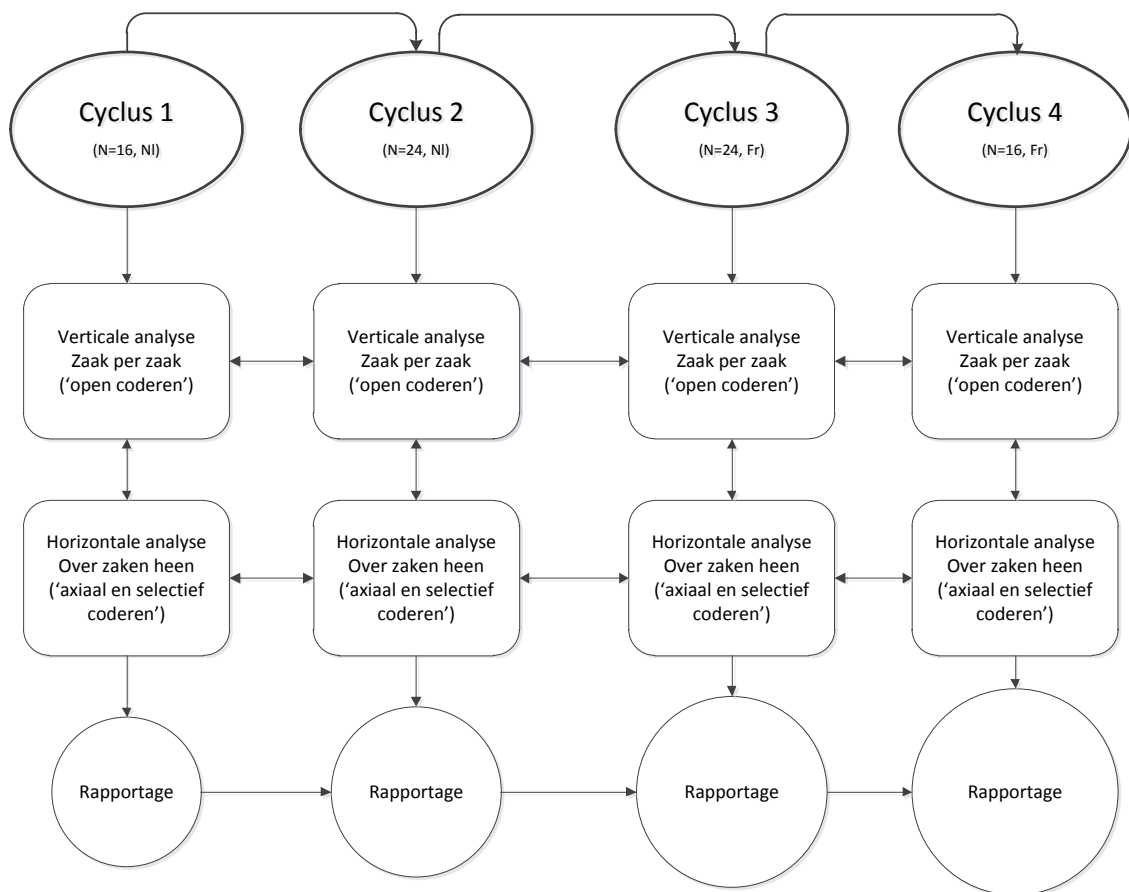 Cyclus 1
(N=16, Nl)
Cyclus 2
(N=24, Nl)
Cyclus 3
(N=24, Fr)
Cyclus 4
(N=16, Fr)
Verticale analyse
Zaak per zaak
(‘open coderen’)
Verticale analyse
Zaak per zaak
(‘open coderen’)
Verticale analyse
Zaak per zaak
(‘open coderen’)
Verticale analyse
Zaak per zaak
(‘open coderen’)
Horizontale analyse
Over zaken heen
(‘axiaal en selectief
coderen’)
Horizontale analyse
Over zaken heen
(‘axiaal en selectief
coderen’)
Horizontale analyse
Over zaken heen
(‘axiaal en selectief
coderen’)
Horizontale analyse
Over zaken heen
(‘axiaal en selectief
coderen’)
Rapportage
Rapportage
Rapportage
Rapportage